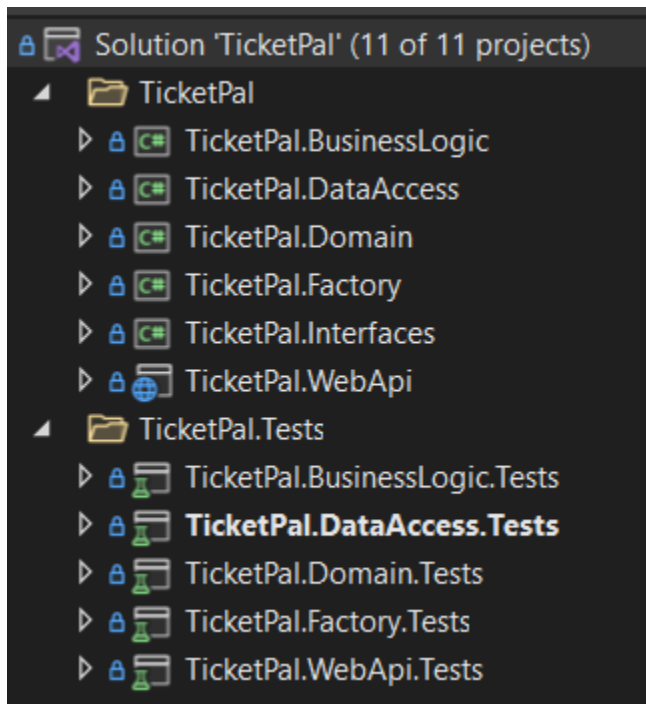 Solution 'TicketPal' (11 of 11 projects)
TicketPal
C# TicketPal.BusinessLogic
C# TicketPal.DataAccess
C# TicketPal.Domain
C# TicketPal.Factory
C# TicketPal.Interfaces
TicketPal.WebApi
TicketPal.Tests
TicketPal.BusinessLogic.Tests
TicketPal.DataAccess.Tests
TicketPal.Domain.Tests
TicketPal.Factory.Tests
TicketPal.WebApi.Tests